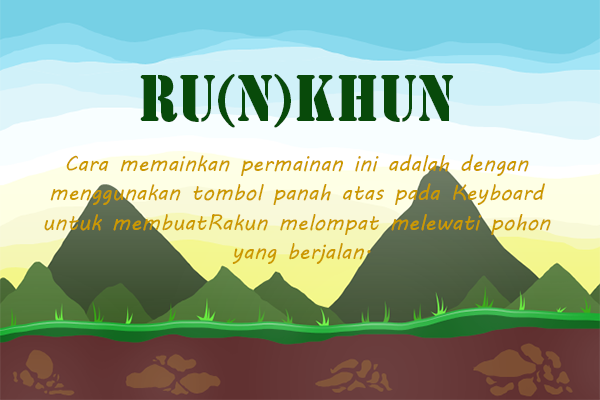 RU(N)KHUN
Cara memainkan permainan ini adalah dengan
menggunakan tombol panah atas pada Keyboard
untuk membuatRakun melompat melewati pohon
yang berjalan.